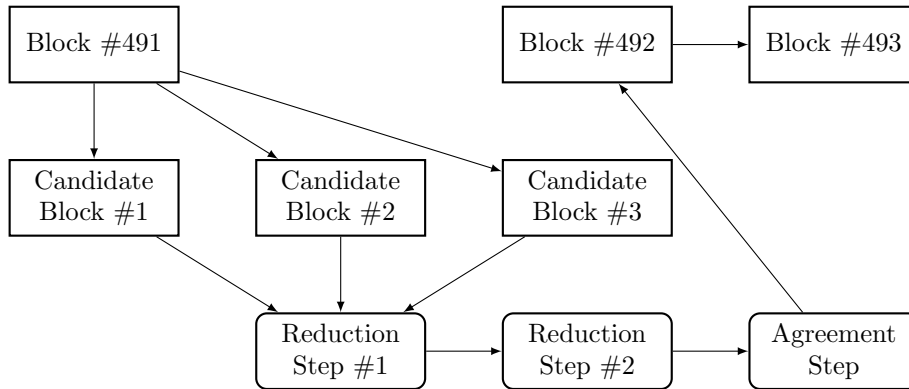 Block #491
Block #492
Block #493
Candidate
Block #1
Candidate
Block #2
Candidate
Block #3
Reduction
Step #1
Reduction
Step #2
Agreement
Step